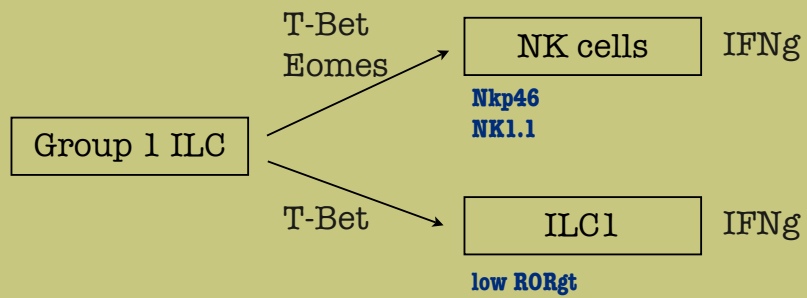 T-Bet
Eomes
NK cells
IFNg
Nkp46
NK1.1
Group 1 ILC
T-Bet
ILC1
IFNg
low RORgt